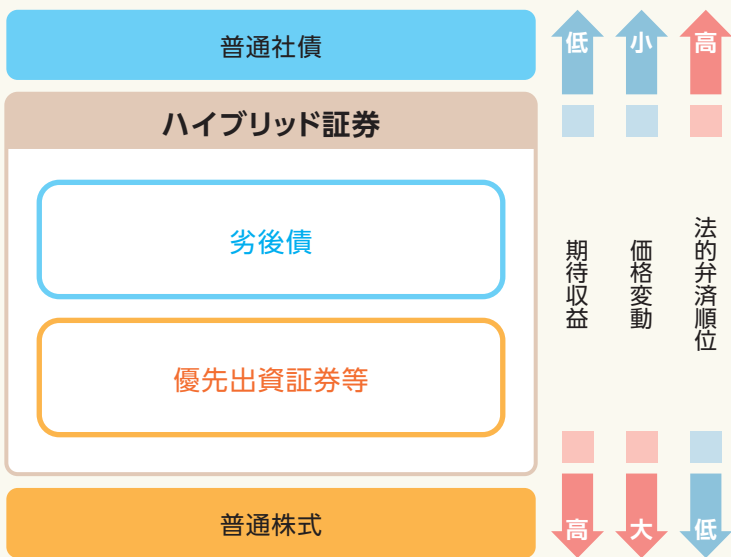 普通社債
ハイブリッド証券
劣後債
優先出資証券等
普通株式
低
小
高
期待収益
価格変動
法的弁済順位
高
大
低